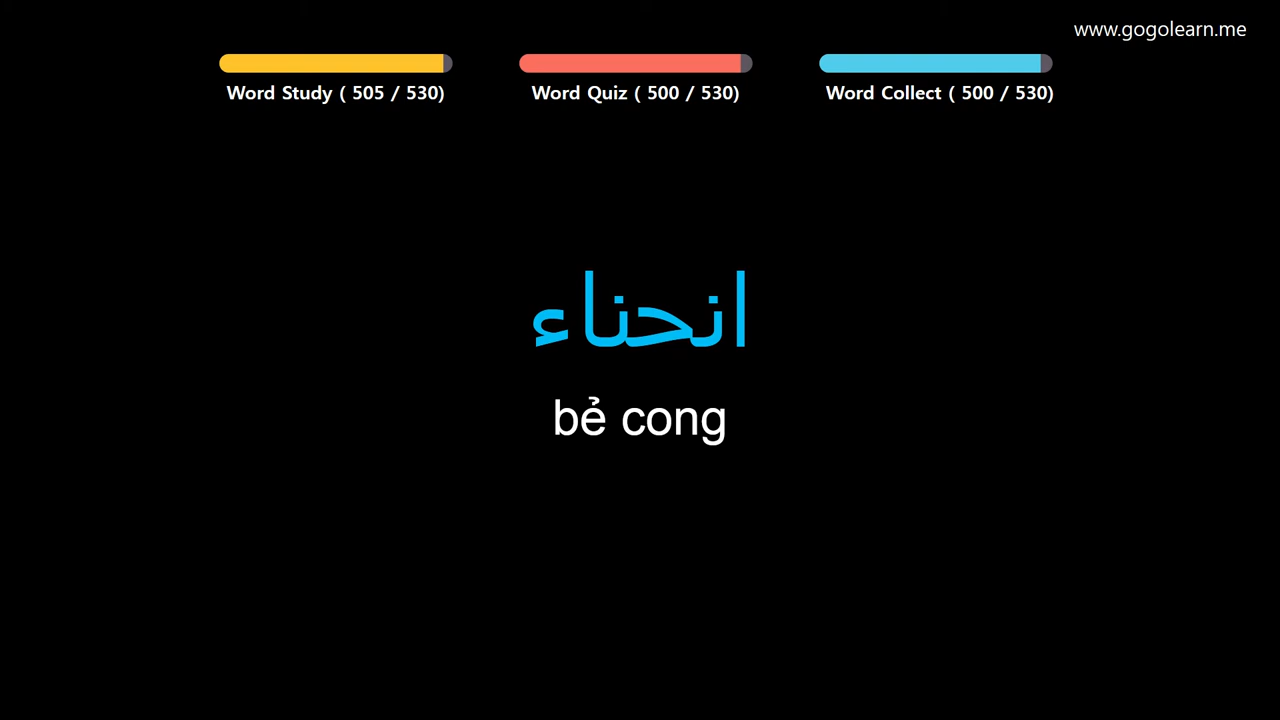 www.gogolearn.me
Word Study ( 505 / 530)
Word Quiz ( 500 / 530)
Word Collect ( 500 / 530)
انحناء
bẻ cong